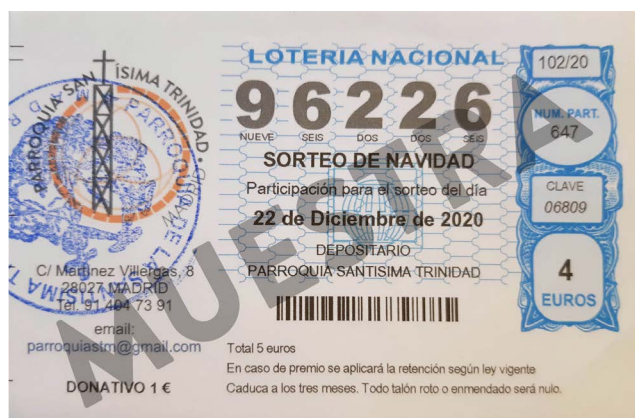 PARROQUIA SANTÍSIMA TRINIDAD
LOTERIA NACIONAL
96226
NUEVE SEIS DOS DOS SEIS
SORTEO DE NAVIDAD
Participación para el sorteo del día
22 de Diciembre de 2020
DEPOSITARIO
PARROQUIA SANTISIMA TRINIDAD
102/20
NUM. PART.
647
CLAVE
06809
4
EUROS
MUESTRA
C/ Martínez Villergas, 8
28027 MADRID
Tel. 91 404 73 91
email:
parroquiastm@gmail.com
DONATIVO 1 €
Total 5 euros
En caso de premio se aplicará la retención según ley vigente
Caduca a los tres meses. Todo talón roto o enmendado será nulo.